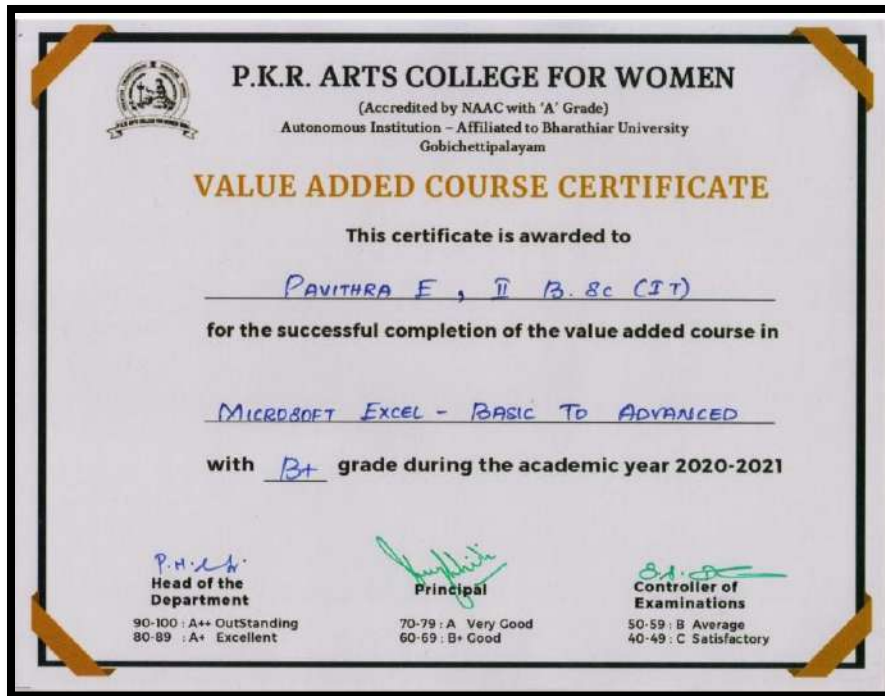 P.K.R. ARTS COLLEGE FOR WOMEN
(Accredited by NAAC with 'A' Grade)
Autonomous Institution – Affiliated to Bharathiar University
Gobichettipalayam
VALUE ADDED COURSE CERTIFICATE
This certificate is awarded to
PAVITHRA E, II B.Sc (IT)
for the successful completion of the value added course in
MICROSOFT EXCEL - BASIC TO ADVANCED
with B+ grade during the academic year 2020-2021
Head of the
Department
Principal
Controller of
Examinations
90-100 : A++ OutStanding
80-89 : A+ Excellent
70-79 : A Very Good
60-69 : B+ Good
50-59 : B Average
40-49 : C Satisfactory